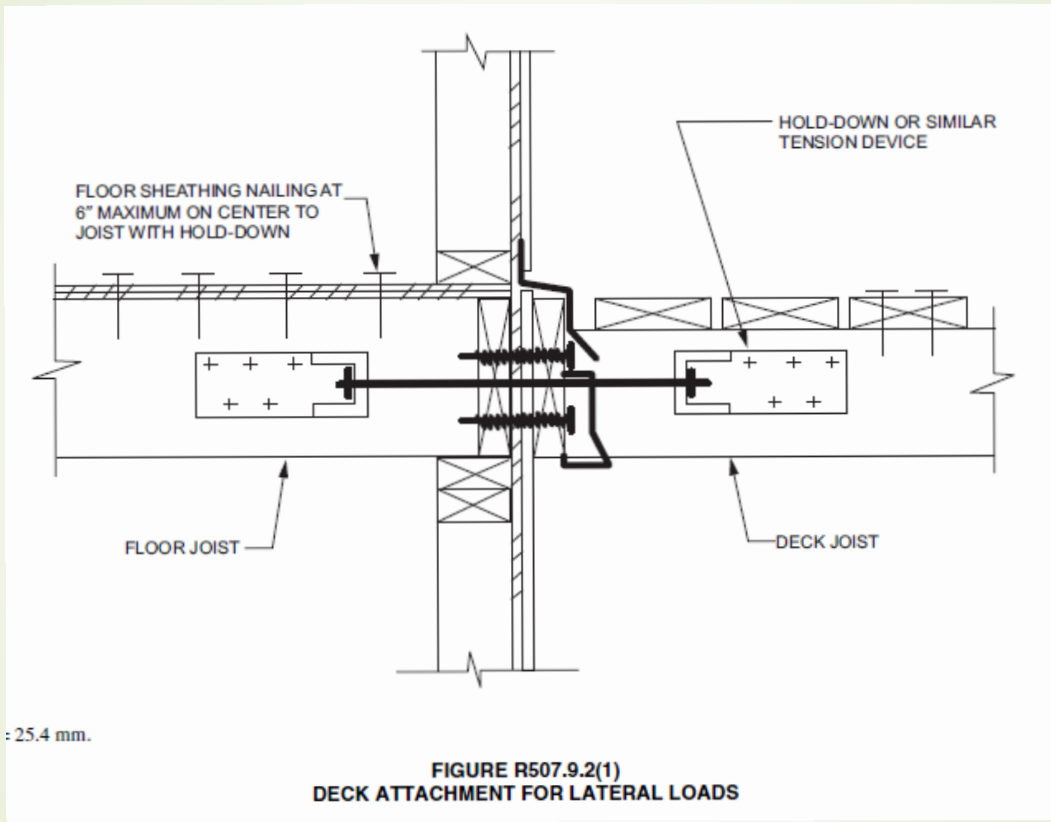 HOLD-DOWN OR SIMILAR
TENSION DEVICE
FLOOR SHEATHING NAILING AT
6″ MAXIMUM ON CENTER TO
JOIST WITH HOLD-DOWN
FLOOR JOIST
DECK JOIST
= 25.4 mm.
FIGURE R507.9.2(1)
DECK ATTACHMENT FOR LATERAL LOADS